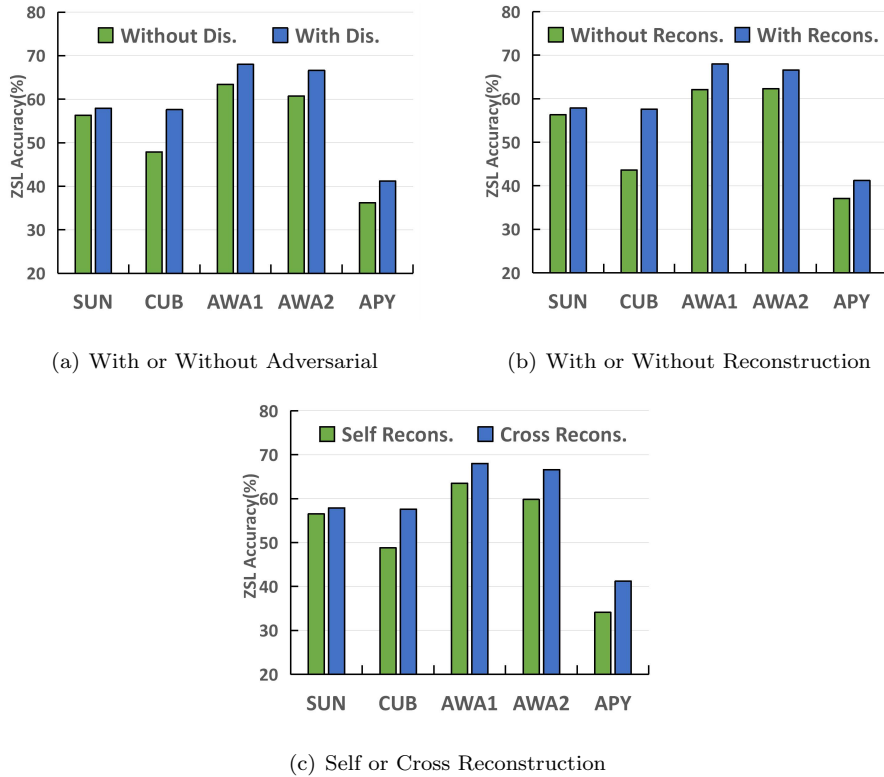 80
70
60
50
40
30
20
ZSL Accuracy(%)
Without Dis. With Dis.
SUN CUB AWA1 AWA2 APY
(a) With or Without Adversarial
80
70
60
50
40
30
20
ZSL Accuracy(%)
Without Recons. With Recons.
SUN CUB AWA1 AWA2 APY
(b) With or Without Reconstruction
80
70
60
50
40
30
20
ZSL Accuracy(%)
Self Recons. Cross Recons.
SUN CUB AWA1 AWA2 APY
(c) Self or Cross Reconstruction